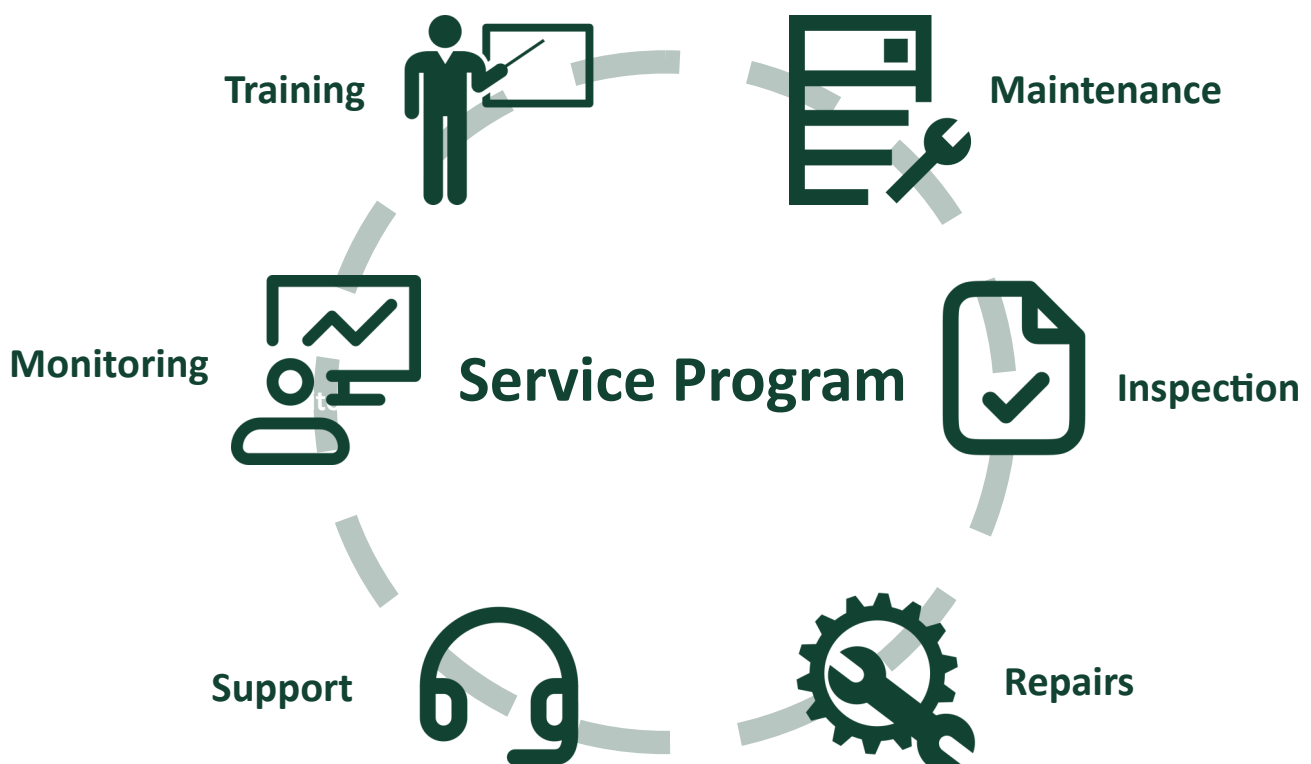 Training
Maintenance
Monitoring
Service Program
Inspection
Support
Repairs